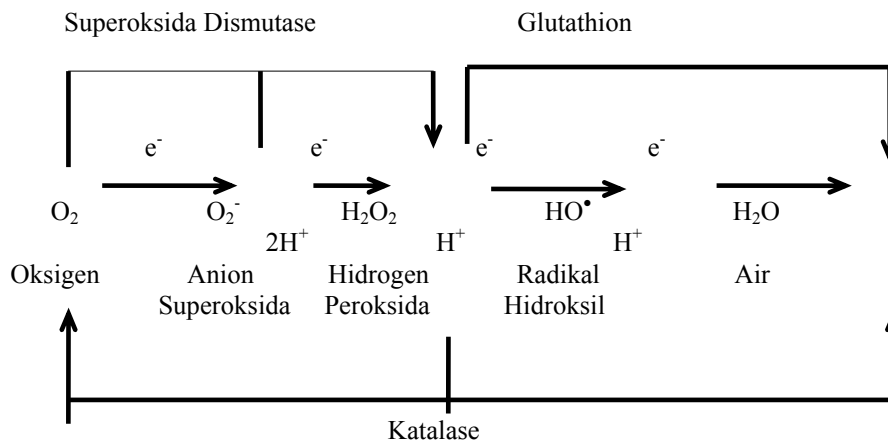 Superoksida Dismutase Glutathion
e⁻ e⁻ e⁻ e⁻
O₂ O₂⁻ H₂O₂ HO• H₂O
2H⁺ H⁺ H⁺
Oksigen Anion Hidrogen Radikal Air
Superoksida Peroksida Hidroksil
Katalase